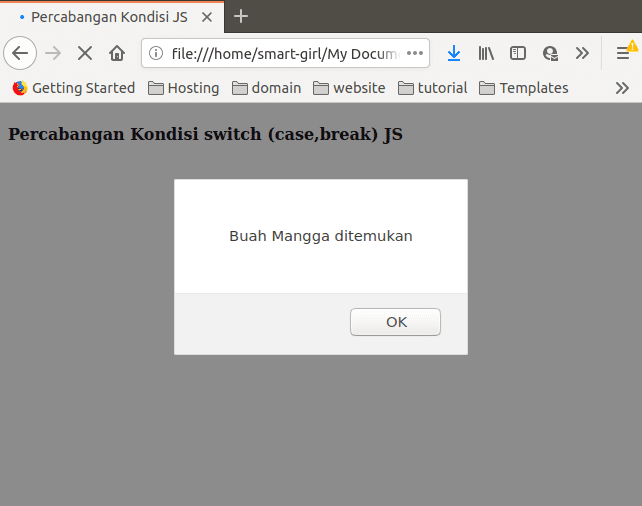 Percabangan Kondisi JS
file:///home/smart-girl/My Docum
Getting Started Hosting domain website tutorial Templates
Percabangan Kondisi switch (case,break) JS
Buah Mangga ditemukan
OK